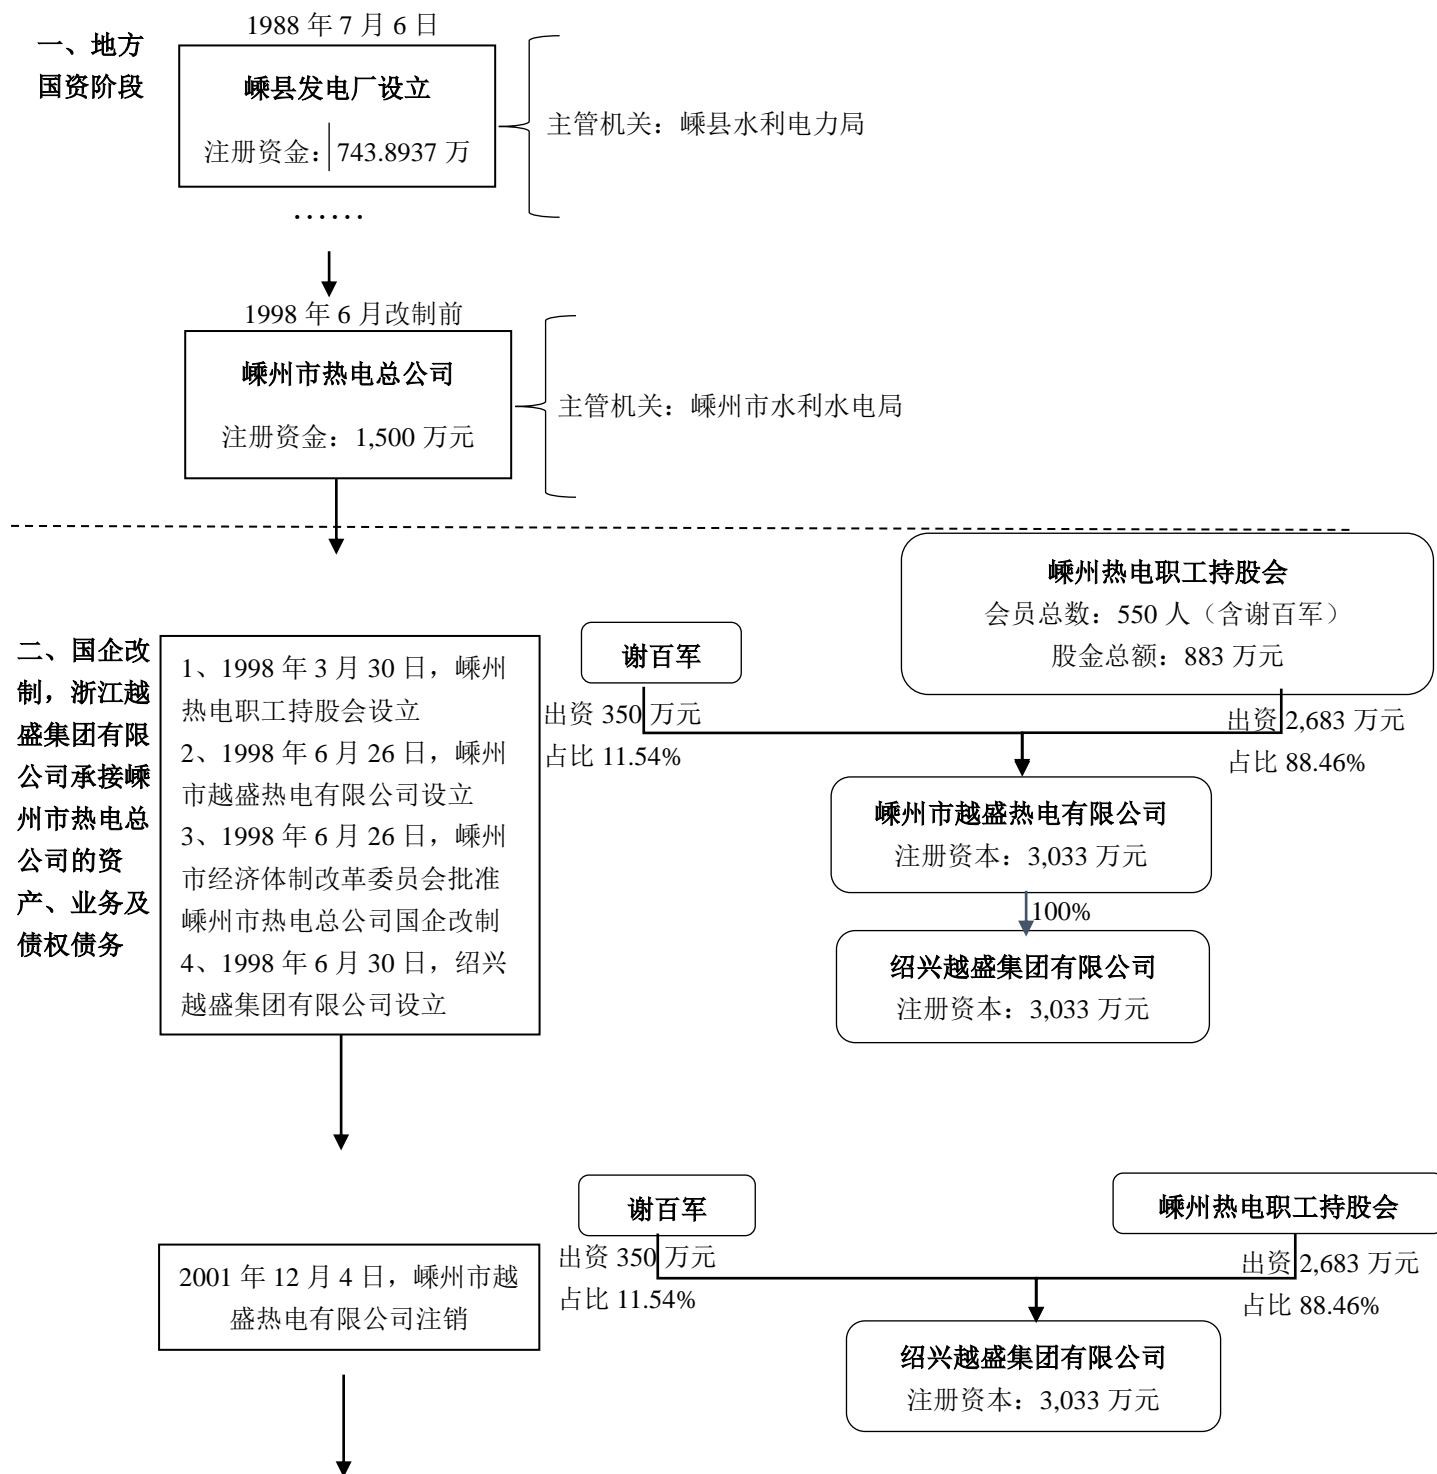 1988 年 7 月 6 日
一、地方
国资阶段
嵊县发电厂设立
注册资金：743.8937 万
主管机关：嵊县水利电力局
……
1998 年 6 月改制前
嵊州市热电总公司
注册资金：1,500 万元
主管机关：嵊州市水利水电局
二、国企改
制，浙江越
盛集团有限
公司承接嵊
州市热电总
公司的资
产、业务及
债权债务
1、1998 年 3 月 30 日，嵊州
热电职工持股会设立
2、1998 年 6 月 26 日，嵊州
市越盛热电有限公司设立
3、1998 年 6 月 26 日，嵊州
市经济体制改革委员会批准
嵊州市热电总公司国企改制
4、1998 年 6 月 30 日，绍兴
越盛集团有限公司设立
谢百军
出资 350 万元
占比 11.54%
嵊州热电职工持股会
会员总数：550 人（含谢百军）
股金总额：883 万元
出资 2,683 万元
占比 88.46%
嵊州市越盛热电有限公司
注册资本：3,033 万元
100%
绍兴越盛集团有限公司
注册资本：3,033 万元
2001 年 12 月 4 日，嵊州市越
盛热电有限公司注销
谢百军
出资 350 万元
占比 11.54%
嵊州热电职工持股会
出资 2,683 万元
占比 88.46%
绍兴越盛集团有限公司
注册资本：3,033 万元